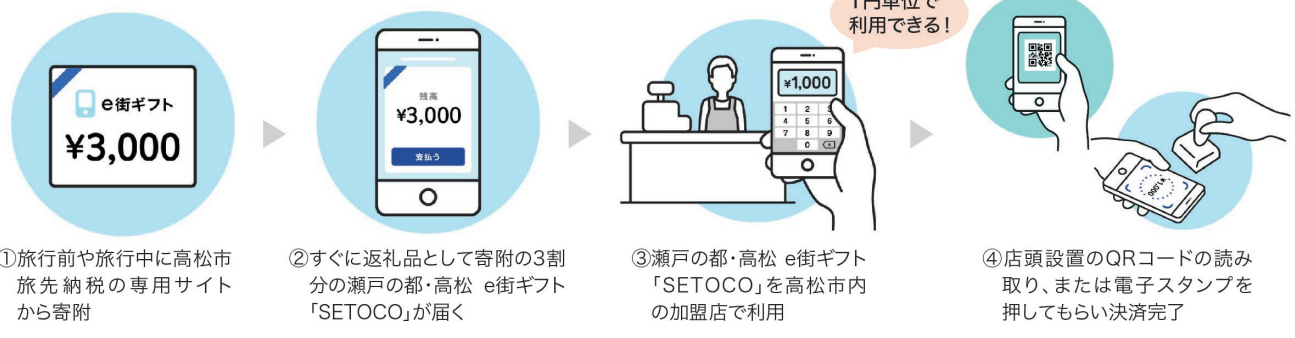 e街ギフト
¥3,000
残高
¥3,000
支払う
1円単位で
利用できる!
¥1,000
1 2 3
4 5 6
7 8 9
0
¥1,000
①旅行前や旅行中に高松市
旅先納税の専用サイト
から寄附
②すぐに返礼品として寄附の3割
分の瀬戸の都・高松 e街ギフト
「SETOCO」が届く
③瀬戸の都・高松 e街ギフト
「SETOCO」を高松市内
の加盟店で利用
④店頭設置のQRコードの読み
取り、または電子スタンプを
押してもらい決済完了